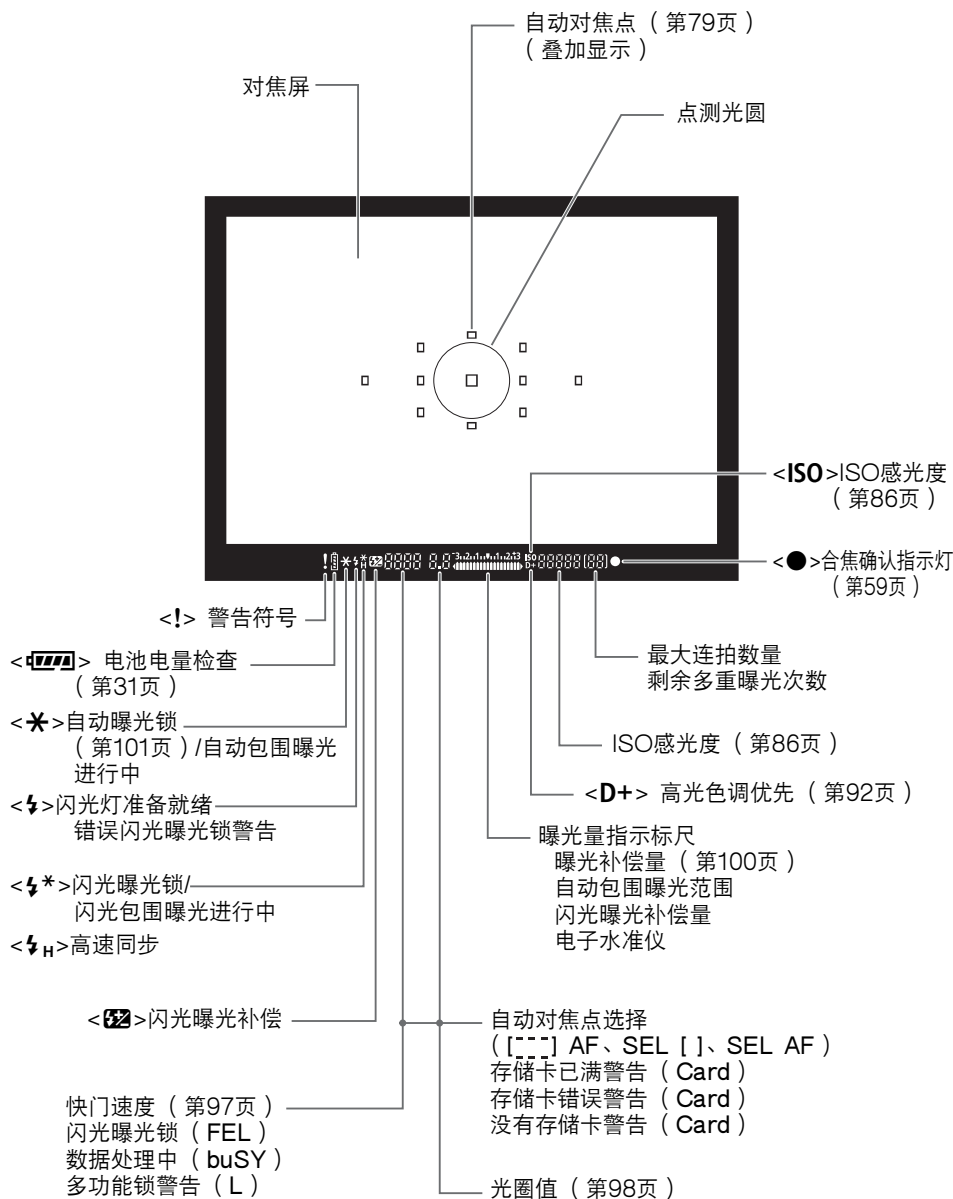 自动对焦点（第79页）
（叠加显示）
对焦屏
点测光圆
<ISO>ISO感光度
（第86页）
<●>合焦确认指示灯
（第59页）
<!> 警告符号
<> 电池电量检查
（第31页）
<✱>自动曝光锁
（第101页）/自动包围曝光
进行中
<⚡>闪光灯准备就绪
错误闪光曝光锁警告
<⚡*>闪光曝光锁/
闪光包围曝光进行中
<⚡H>高速同步
<>闪光曝光补偿
最大连拍数量
剩余多重曝光次数
ISO感光度（第86页）
<D+> 高光色调优先（第92页）
曝光量指示标尺
曝光补偿量（第100页）
自动包围曝光范围
闪光曝光补偿量
电子水准仪
自动对焦点选择
（[---] AF、SEL [ ]、SEL AF）
存储卡已满警告（Card）
存储卡错误警告（Card）
没有存储卡警告（Card）
快门速度（第97页）
闪光曝光锁（FEL）
数据处理中（buSY）
多功能锁警告（L）
光圈值（第98页）